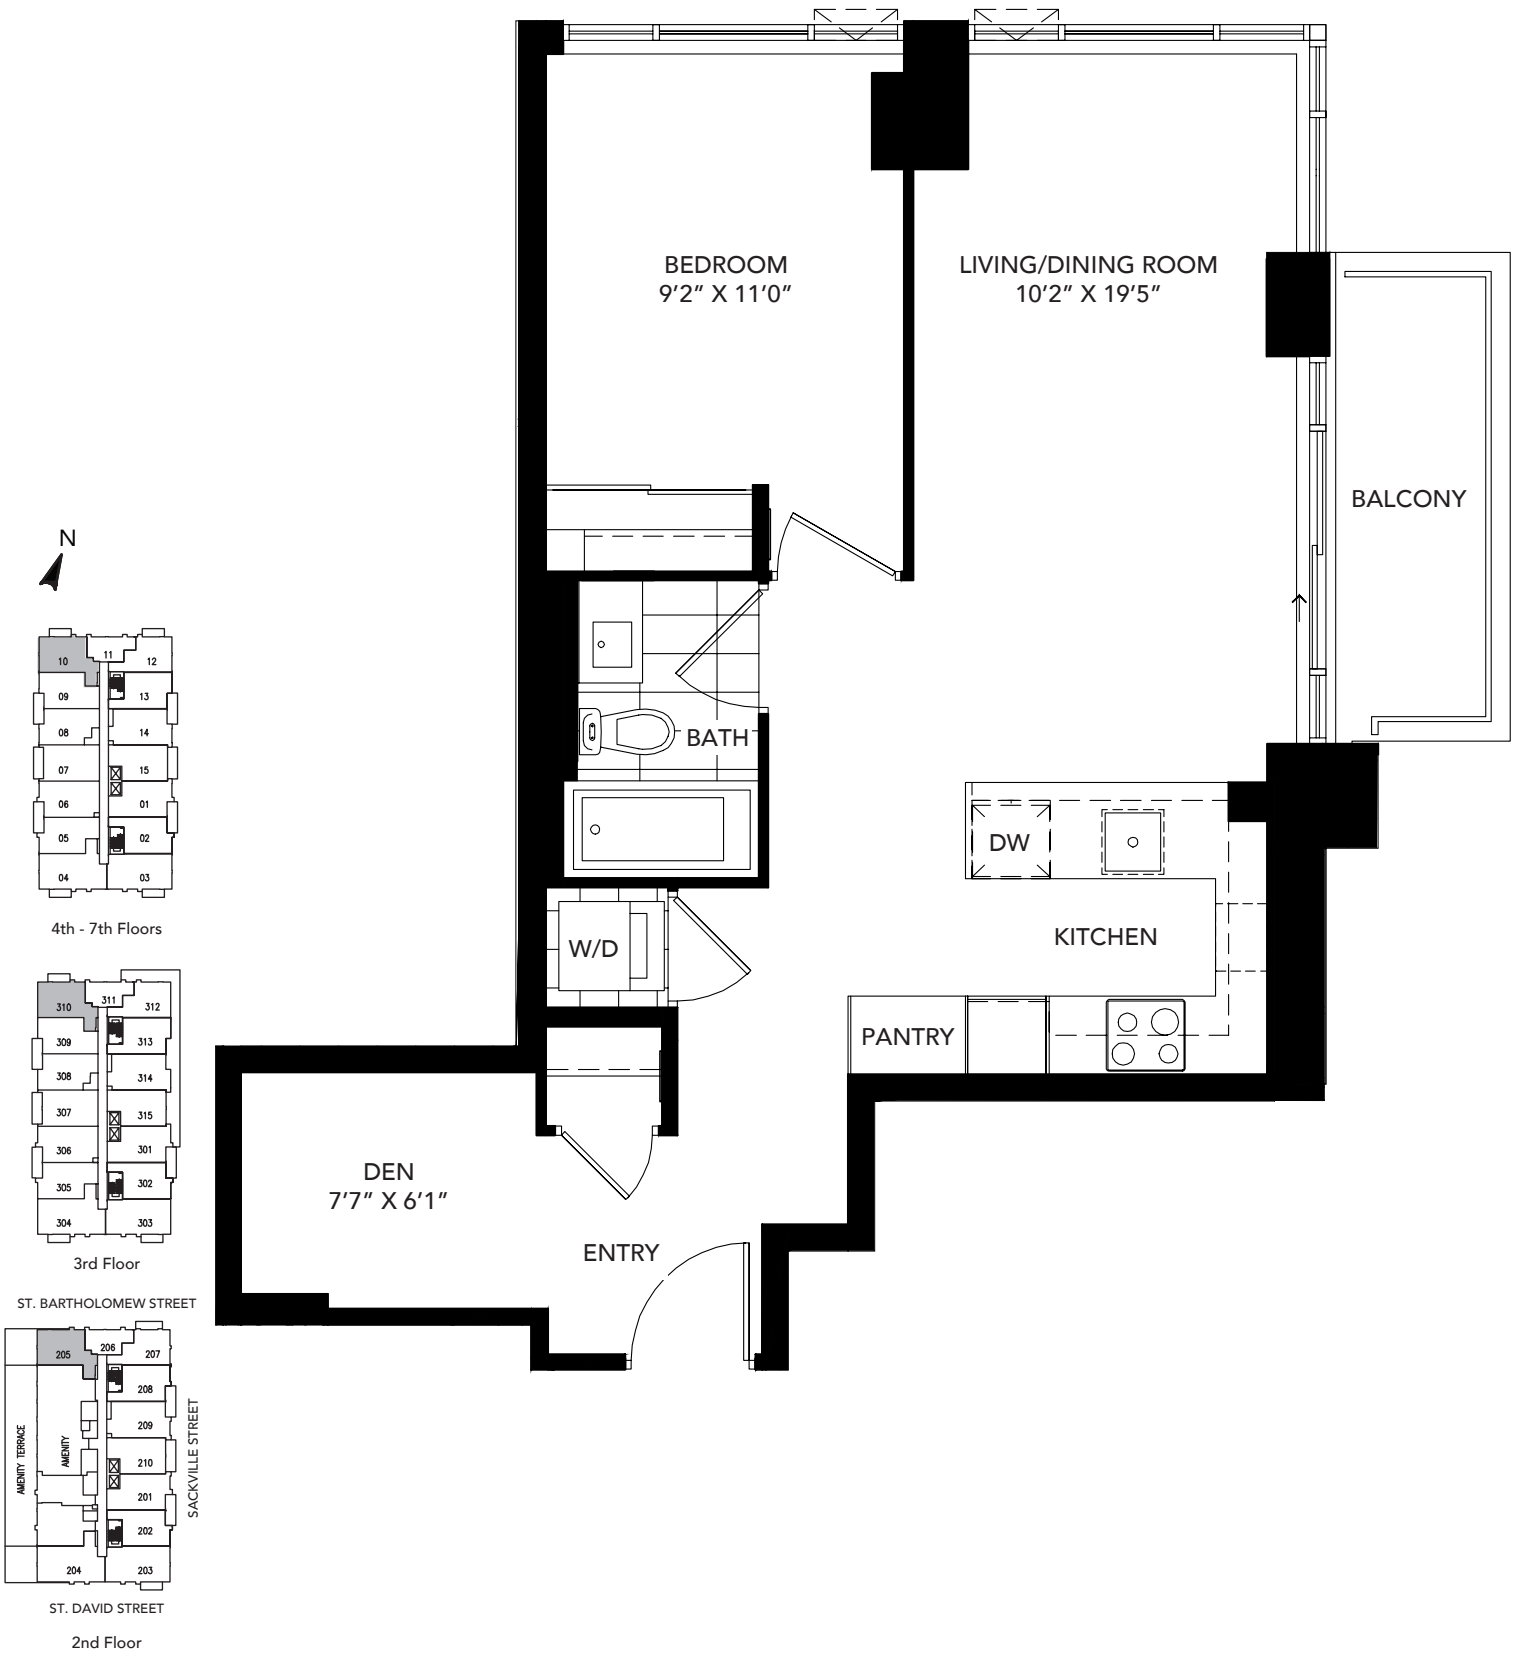 BEDROOM
9’2” X 11’0”
LIVING/DINING ROOM
10’2” X 19’5”
BALCONY
BATH
DW
KITCHEN
W/D
PANTRY
DEN
7’7” X 6’1”
ENTRY
N
10
11
12
09
13
08
14
07
15
06
01
05
02
04
03
4th - 7th Floors
310
311
312
309
313
308
314
307
315
306
301
305
302
304
303
3rd Floor
ST. BARTHOLOMEW STREET
205
206
207
208
209
210
201
202
204
203
AMENITY TERRACE
AMENITY
SACKVILLE STREET
ST. DAVID STREET
2nd Floor